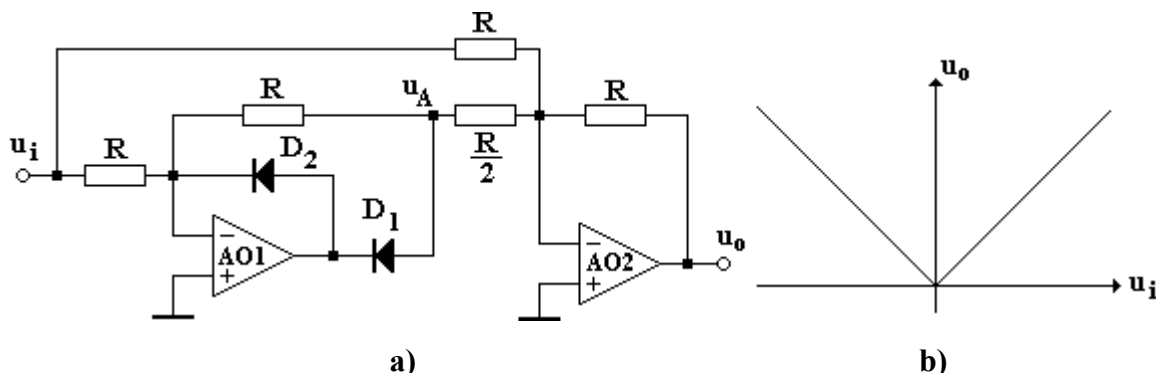 R
u_o
R
u_A
R
u_i
R
R/2
D_2
D_1
−
AO1
+
−
AO2
+
u_o
u_i
a)
b)